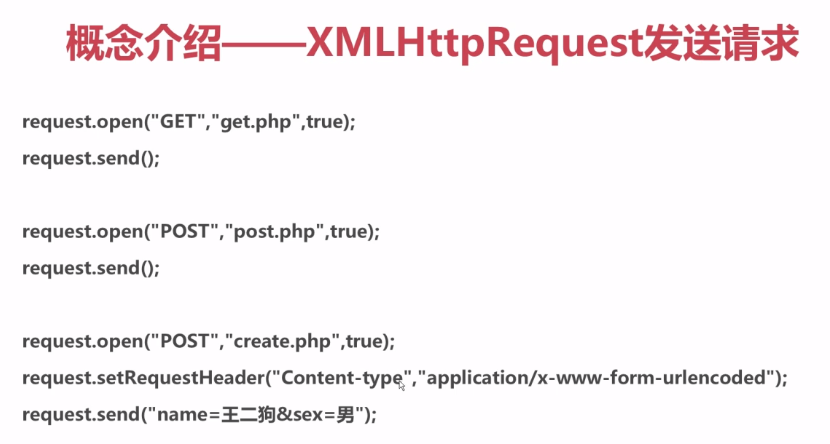 概念介绍——XMLHttpRequest发送请求
request.open("GET","get.php",true);
request.send();
request.open("POST","post.php",true);
request.send();
request.open("POST","create.php",true);
request.setRequestHeader("Content-type","application/x-www-form-urlencoded");
request.send("name=王二狗&sex=男");